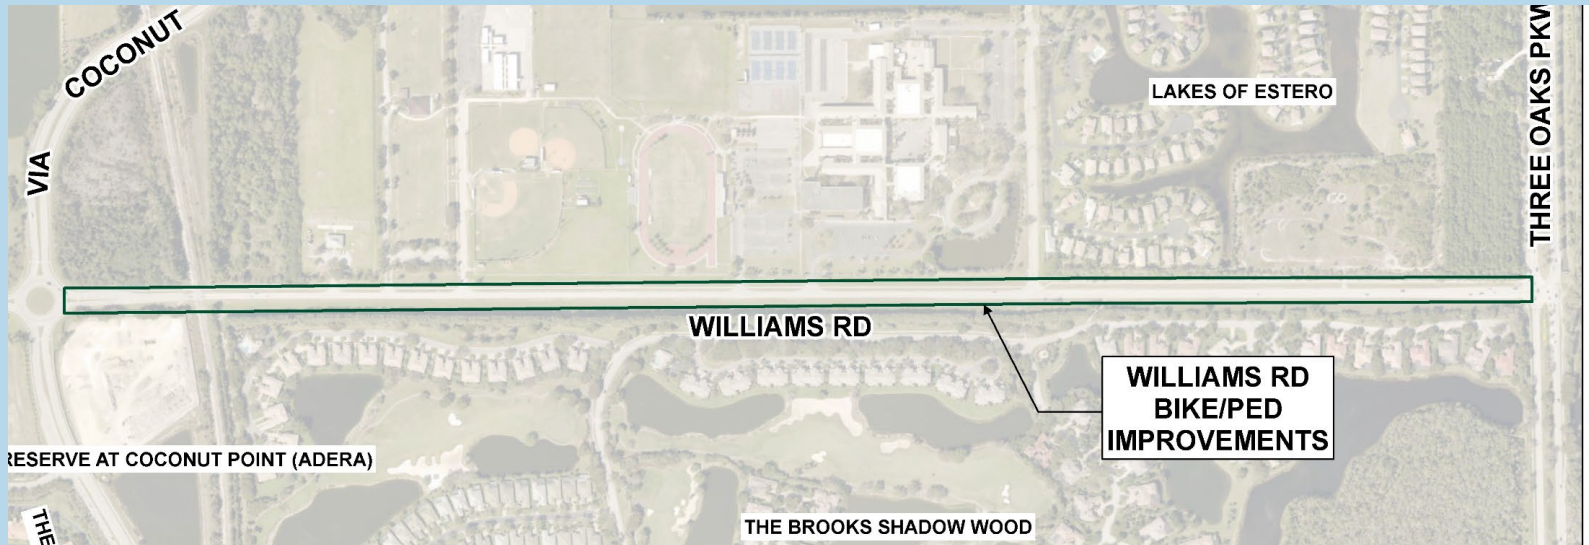 VIA
COCONUT
LAKES OF ESTERO
THREE OAKS PKW
WILLIAMS RD
WILLIAMS RD
BIKE/PED
IMPROVEMENTS
RESERVE AT COCONUT POINT (ADERA)
THE
THE BROOKS SHADOW WOOD